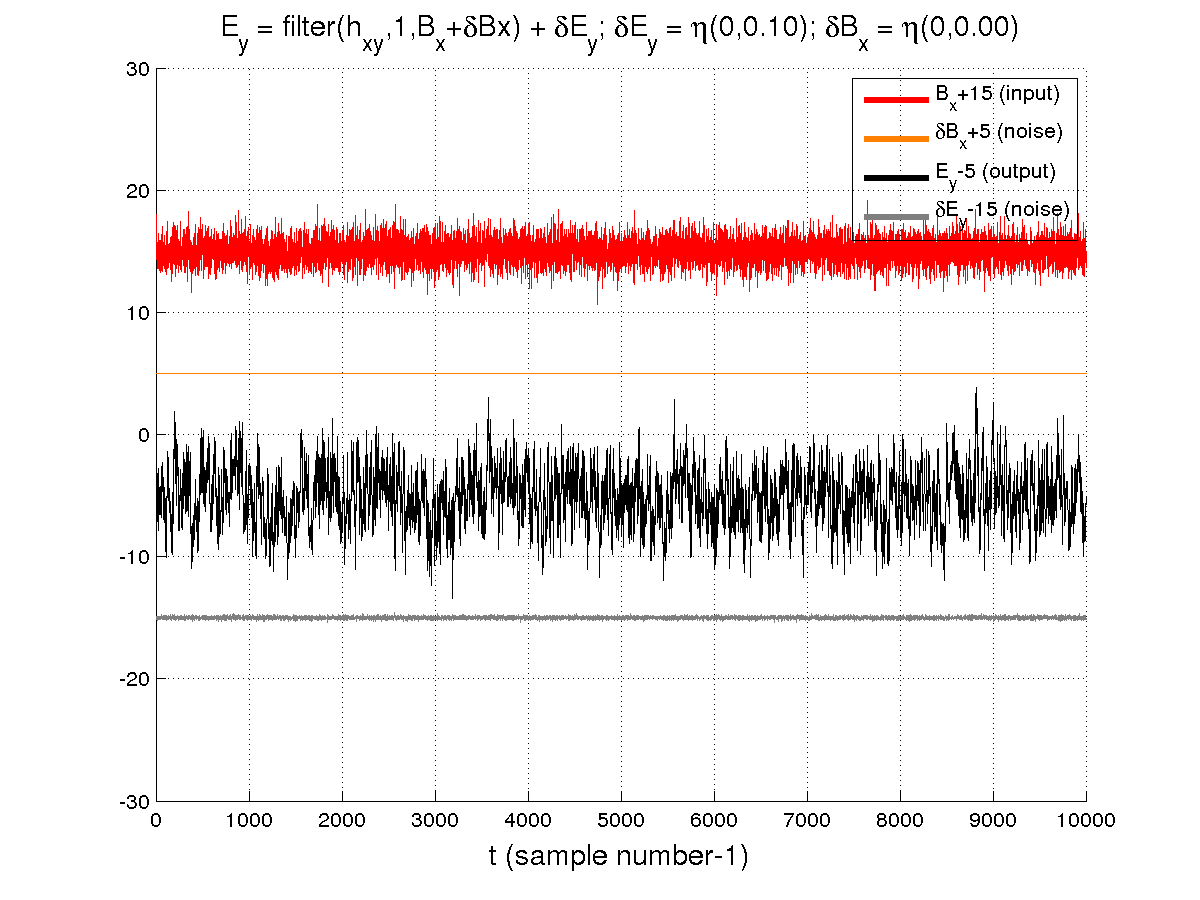 E_y = filter(h_xy,1,B_x+δBx) + δE_y; δE_y = η(0,0.10); δB_x = η(0,0.00)
30
20
10
0
-10
-20
-30
B_x+15 (input)
δB_x+5 (noise)
E_y-5 (output)
δE_y-15 (noise)
0 1000 2000 3000 4000 5000 6000 7000 8000 9000 10000
t (sample number-1)